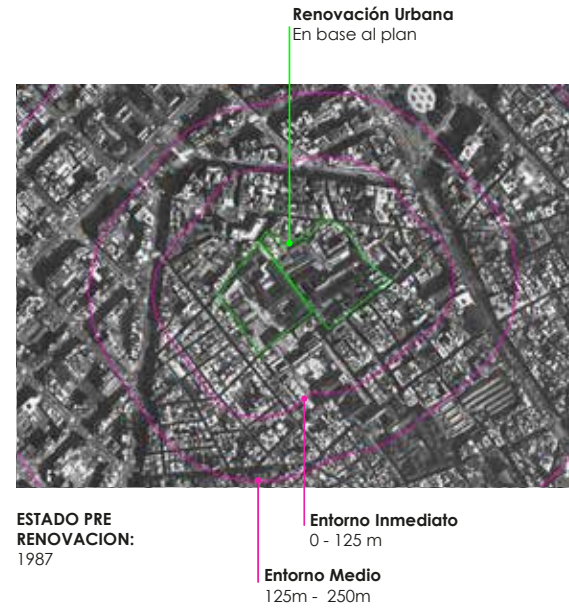 Renovación Urbana
En base al plan
ESTADO PRE
RENOVACION:
1987
Entorno Inmediato
0 - 125 m
Entorno Medio
125m - 250m